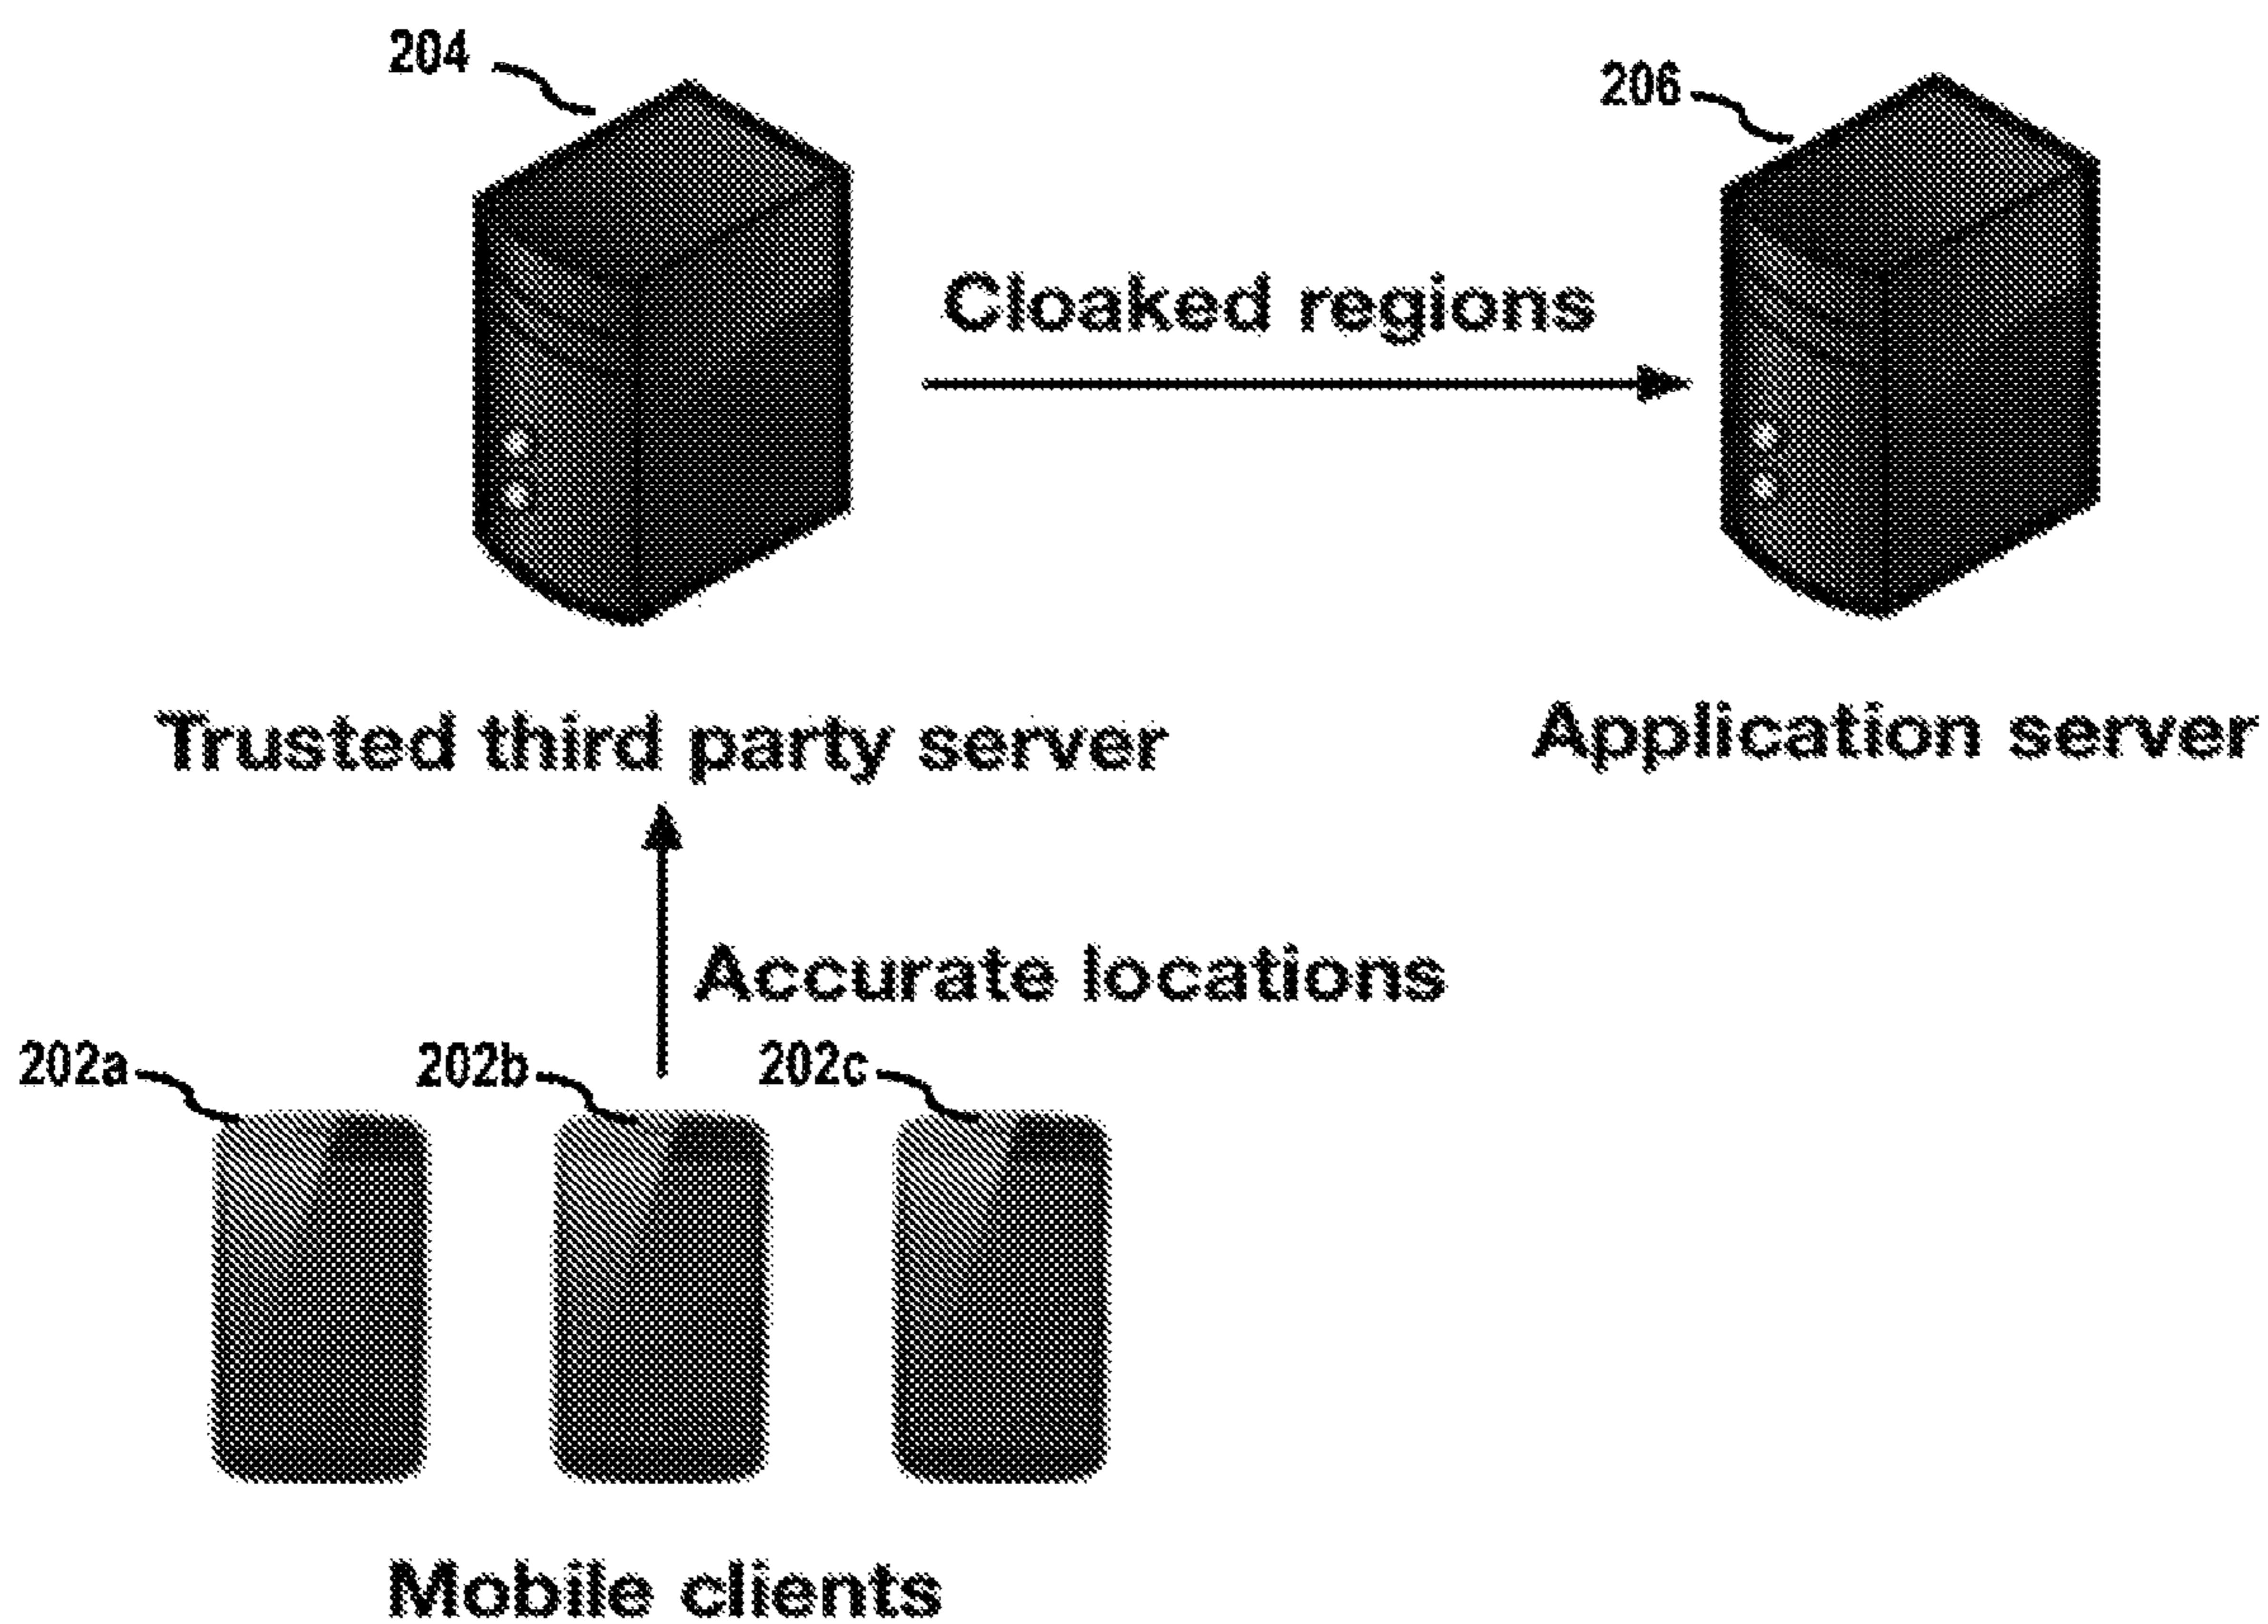 204
206
Cloaked regions
Trusted third party server
Application server
Accurate locations
202a
202b
202c
Mobile clients